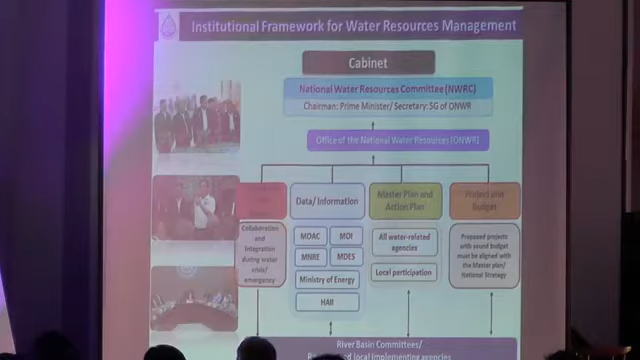 Institutional Framework for Water Resources Management
Cabinet
National Water Resources Committee (NWRC)
Chairman: Prime Minister/ Secretary: SG of ONWR
Office of the National Water Resources (ONWR)
Data/ Information
Master Plan and
Action Plan
Project and
Budget
Collaboration
and
Integration
during water
crisis/
emergency
MOAC
MOI
MNRE
MDES
Ministry of Energy
HAII
All water-related
agencies
Local participation
Proposed projects
with sound budget
must be aligned with
the Master plan/
National Strategy
River Basin Committees/
local implementing agencies